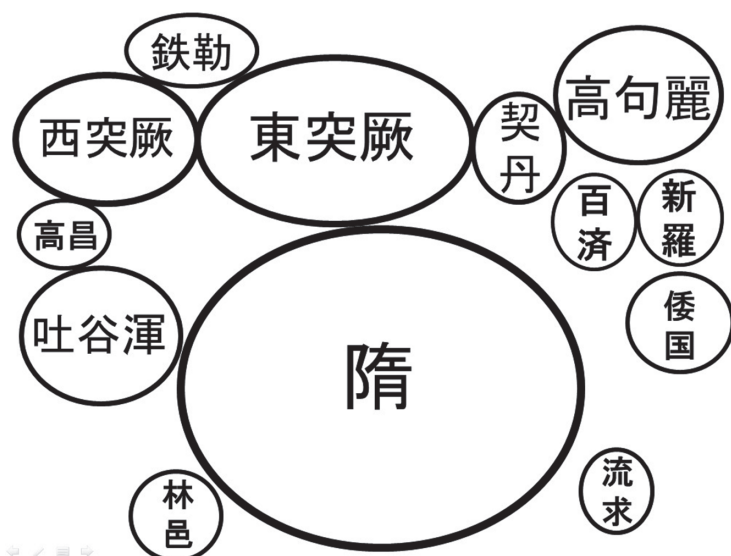 鉄勒
西突厥
東突厥
契
丹
高句麗
百
済
新
羅
高昌
吐谷渾
倭
国
隋
林
邑
流
求